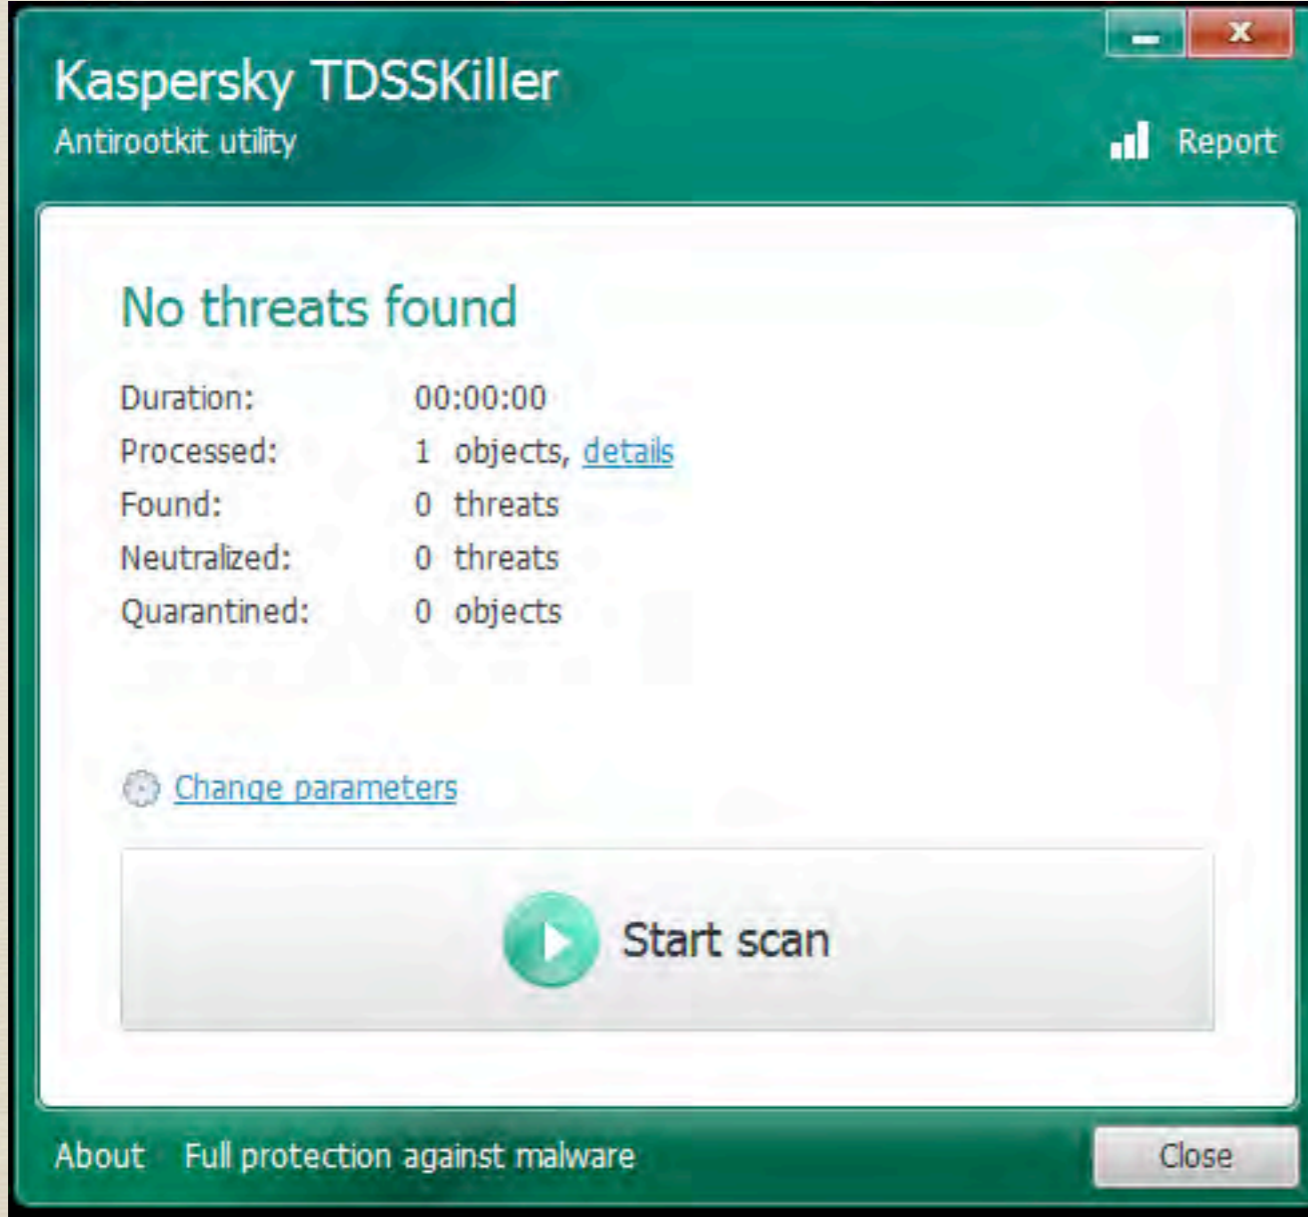 Kaspersky TDSSKiller
Antirootkit utility
Report
No threats found
Duration: 00:00:00
Processed: 1 objects, details
Found: 0 threats
Neutralized: 0 threats
Quarantined: 0 objects
Change parameters
Start scan
About Full protection against malware Close